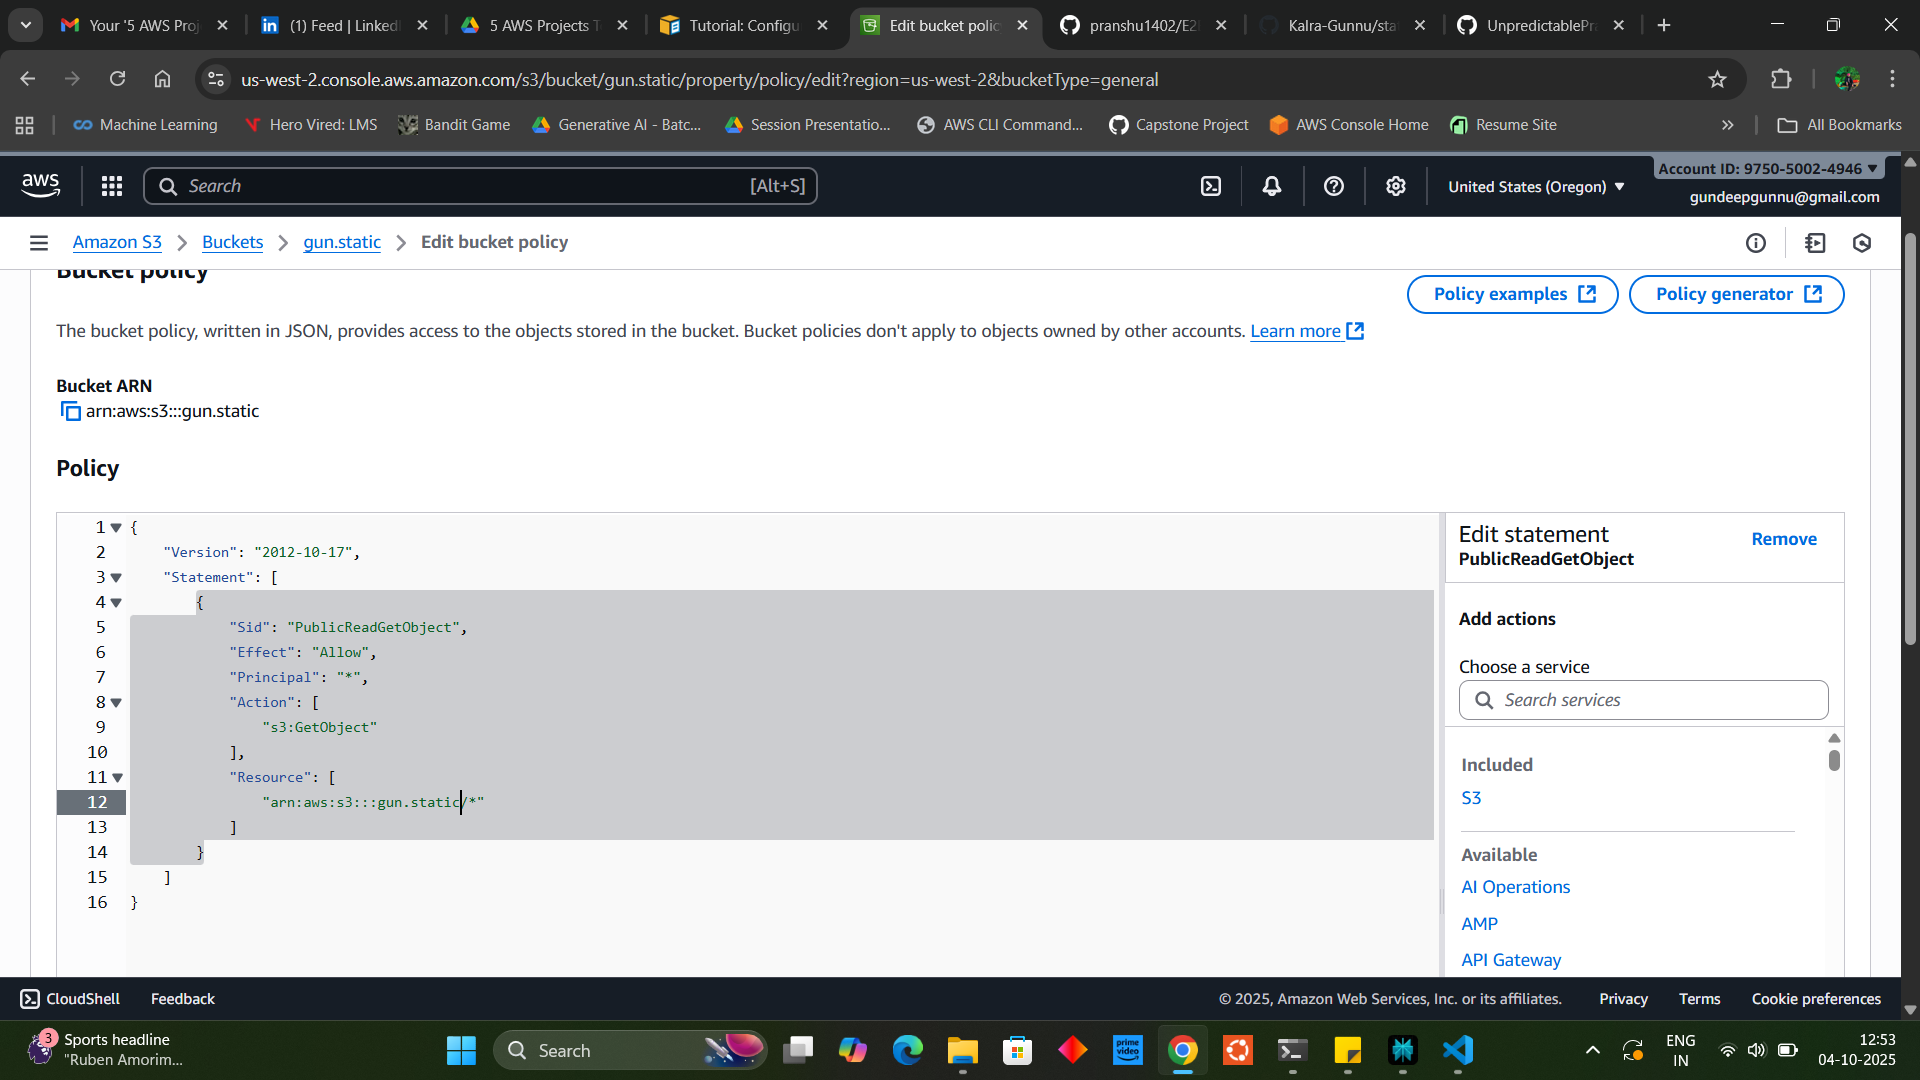 Your '5 AWS Proj
(1) Feed | Linked
5 AWS Projects T
Tutorial: Configu
Edit bucket polic
pranshu1402/E2
Kalra-Gunnu/sta
UnpredictablePr
us-west-2.console.aws.amazon.com/s3/bucket/gun.static/property/policy/edit?region=us-west-2&bucketType=general
Machine Learning
Hero Vired: LMS
Bandit Game
Generative AI - Batc...
Session Presentatio...
AWS CLI Command...
Capstone Project
AWS Console Home
Resume Site
»
All Bookmarks
aws
Search
[Alt+S]
United States (Oregon)
Account ID: 9750-5002-4946
gundeepgunnu@gmail.com
Amazon S3
Buckets
gun.static
Edit bucket policy
Bucket policy
Policy examples
Policy generator
The bucket policy, written in JSON, provides access to the objects stored in the bucket. Bucket policies don't apply to objects owned by other accounts. Learn more
Bucket ARN
arn:aws:s3:::gun.static
Policy
1 {
2 "Version": "2012-10-17",
3 "Statement": [
4 {
5 "Sid": "PublicReadGetObject",
6 "Effect": "Allow",
7 "Principal": "*",
8 "Action": [
9 "s3:GetObject"
10 ],
11 "Resource": [
12 "arn:aws:s3:::gun.static/*"
13 ]
14 }
15 ]
16 }
Edit statement
PublicReadGetObject
Remove
Add actions
Choose a service
Search services
Included
S3
Available
AI Operations
AMP
API Gateway
CloudShell
Feedback
© 2025, Amazon Web Services, Inc. or its affiliates.
Privacy
Terms
Cookie preferences
3
Sports headline
"Ruben Amorim...
Search
prime video
ENG
IN
12:53
04-10-2025